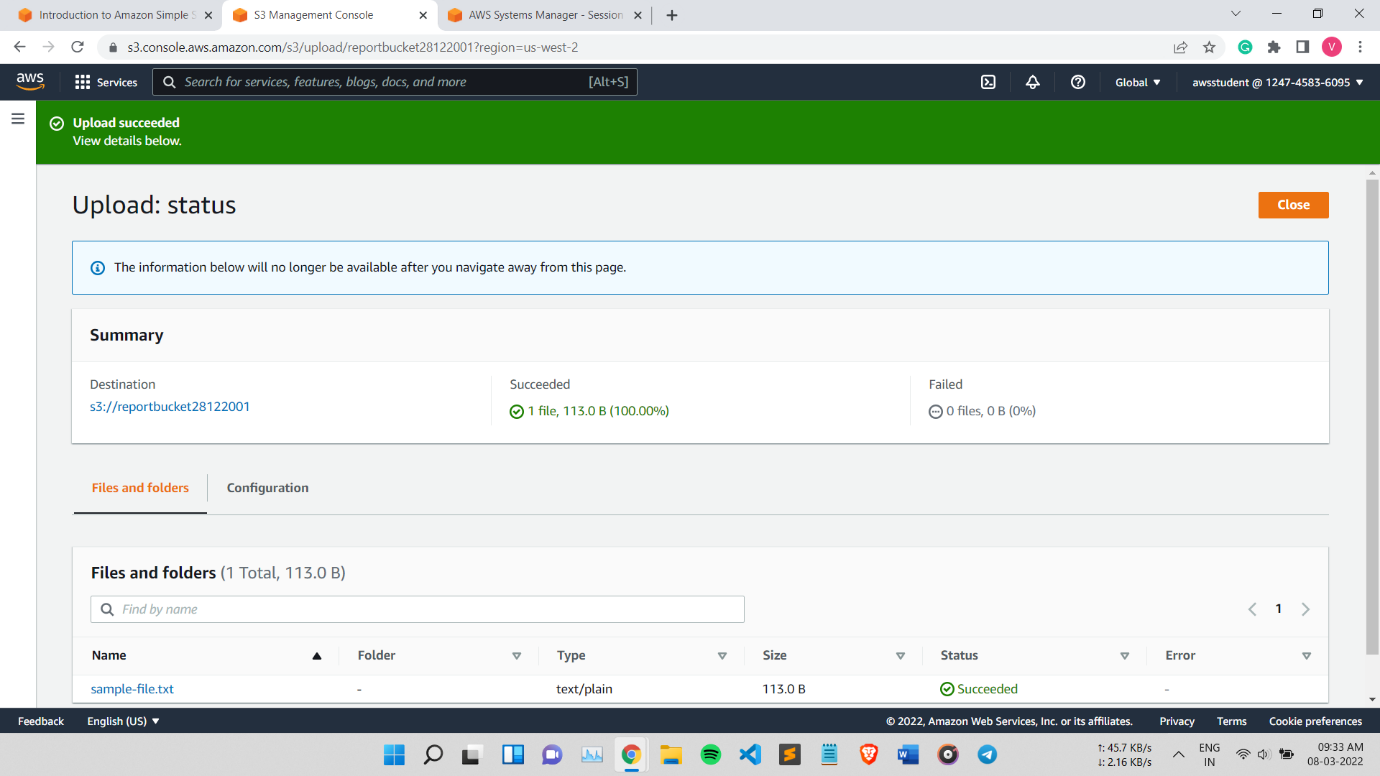 Introduction to Amazon Simple S
S3 Management Console
AWS Systems Manager - Session
s3.console.aws.amazon.com/s3/upload/reportbucket28122001?region=us-west-2
V
aws
Services
Search for services, features, blogs, docs, and more
[Alt+S]
Global
awsstudent @ 1247-4583-6095
Upload succeeded
View details below.
Upload: status
Close
The information below will no longer be available after you navigate away from this page.
Summary
Destination
s3://reportbucket28122001
Succeeded
1 file, 113.0 B (100.00%)
Failed
0 files, 0 B (0%)
Files and folders
Configuration
Files and folders (1 Total, 113.0 B)
Find by name
1
Name Folder Type Size Status Error
sample-file.txt - text/plain 113.0 B Succeeded -
Feedback English (US) © 2022, Amazon Web Services, Inc. or its affiliates. Privacy Terms Cookie preferences
↑: 45.7 KB/s
↓: 2.16 KB/s
ENG
IN
09:33 AM
08-03-2022